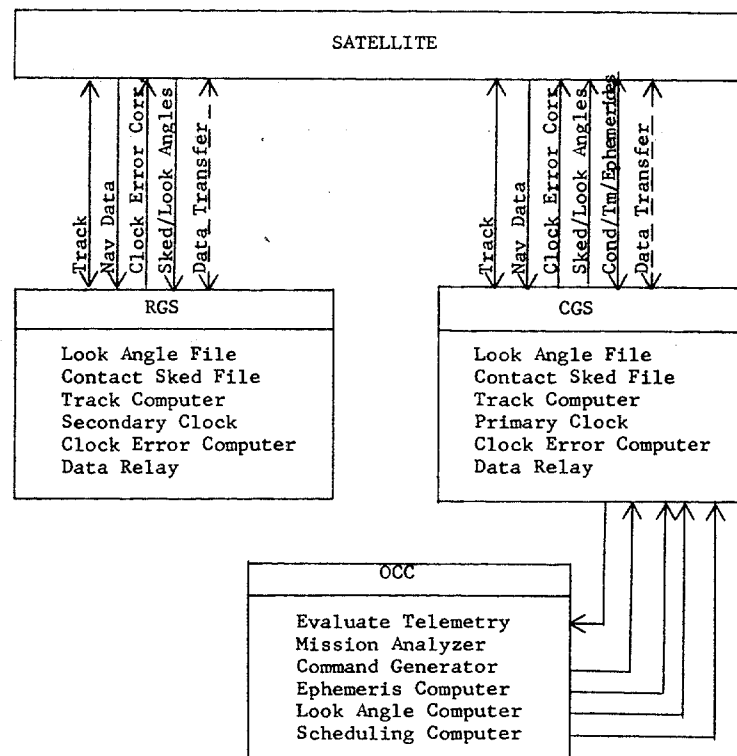 SATELLITE
Track
Nav Data
Clock Error Corr.
Sked/Look Angles
Data Transfer
Track
Nav Data
Clock Error Corr
Sked/Look Angles
Cond/Tm/Ephemerides
Data Transfer
RGS
Look Angle File
Contact Sked File
Track Computer
Secondary Clock
Clock Error Computer
Data Relay
CGS
Look Angle File
Contact Sked File
Track Computer
Primary Clock
Clock Error Computer
Data Relay
OCC
Evaluate Telemetry
Mission Analyzer
Command Generator
Ephemeris Computer
Look Angle Computer
Scheduling Computer